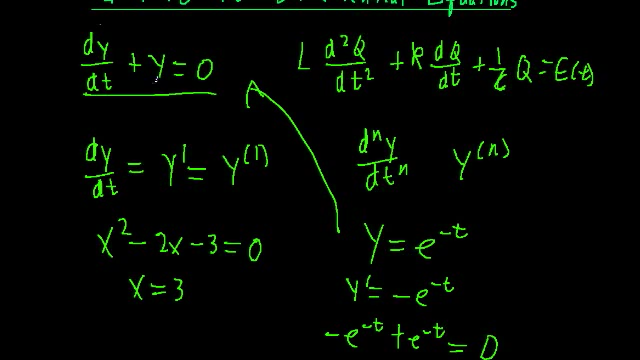 Equations
dy/dt + y = 0
L d²Q/dt² + R dQ/dt + 1/C Q = E(t)
dy/dt = y' = y⁽¹⁾
dⁿy/dtⁿ y⁽ⁿ⁾
x² - 2x - 3 = 0
x = 3
y = e⁻ᵗ
y' = -e⁻ᵗ
-e⁻ᵗ + e⁻ᵗ = 0